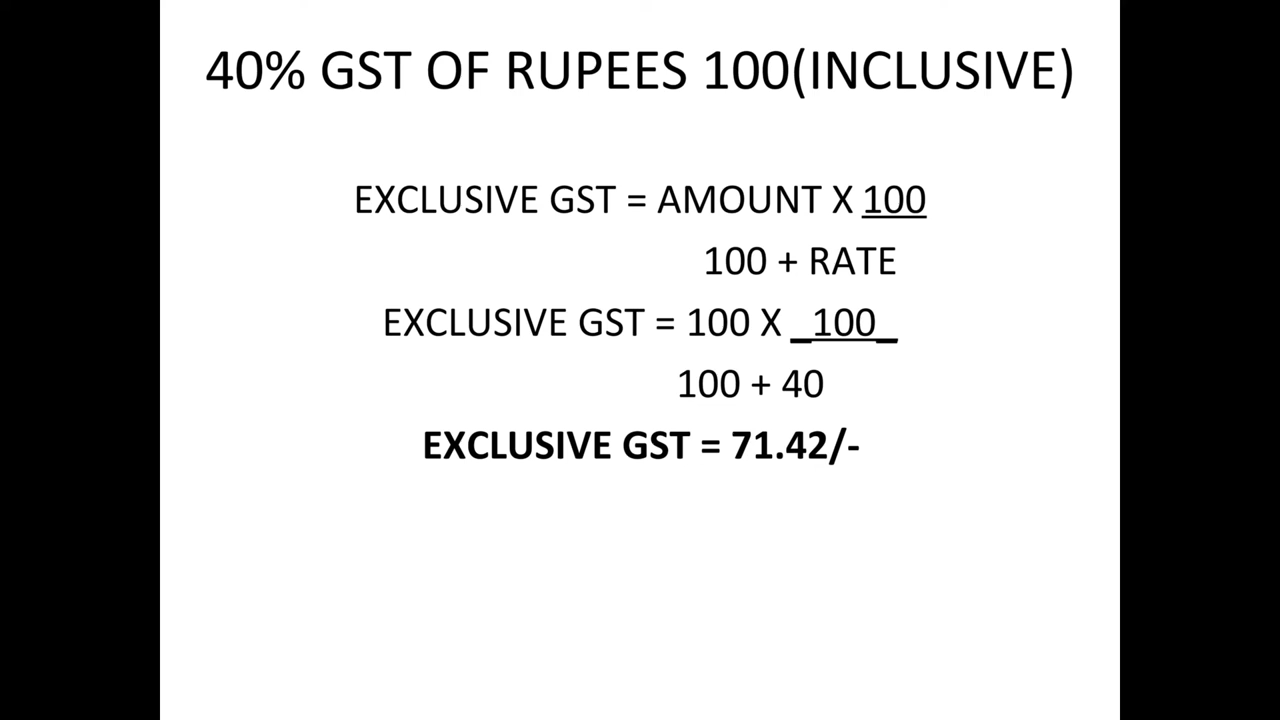 40% GST OF RUPEES 100(INCLUSIVE)
EXCLUSIVE GST = AMOUNT X 100
100 + RATE
EXCLUSIVE GST = 100 X _100_
100 + 40
EXCLUSIVE GST = 71.42/-